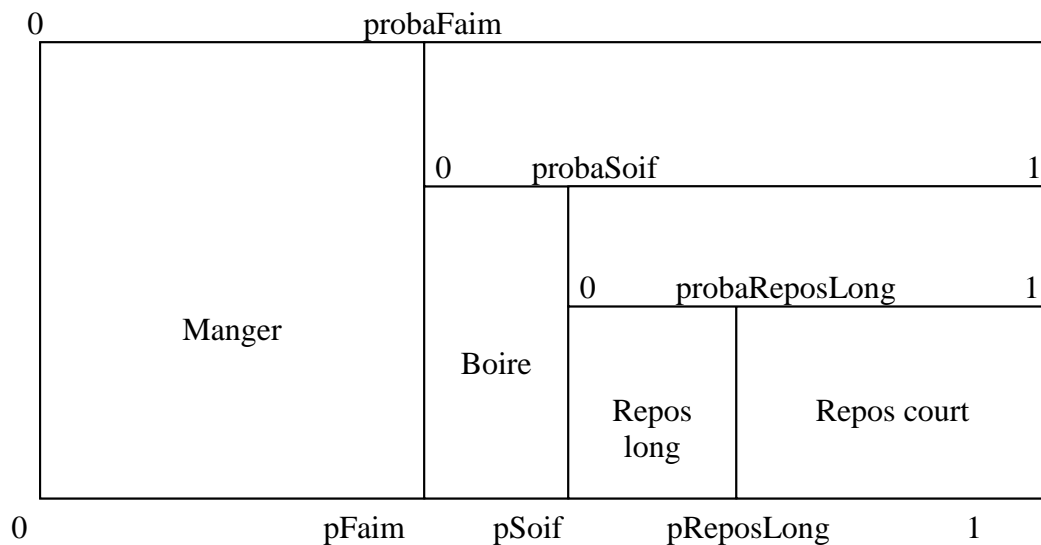 0 probaFaim
0 probaSoif 1
0 probaReposLong 1
Manger
Boire
Repos
long
Repos court
0 pFaim pSoif pReposLong 1